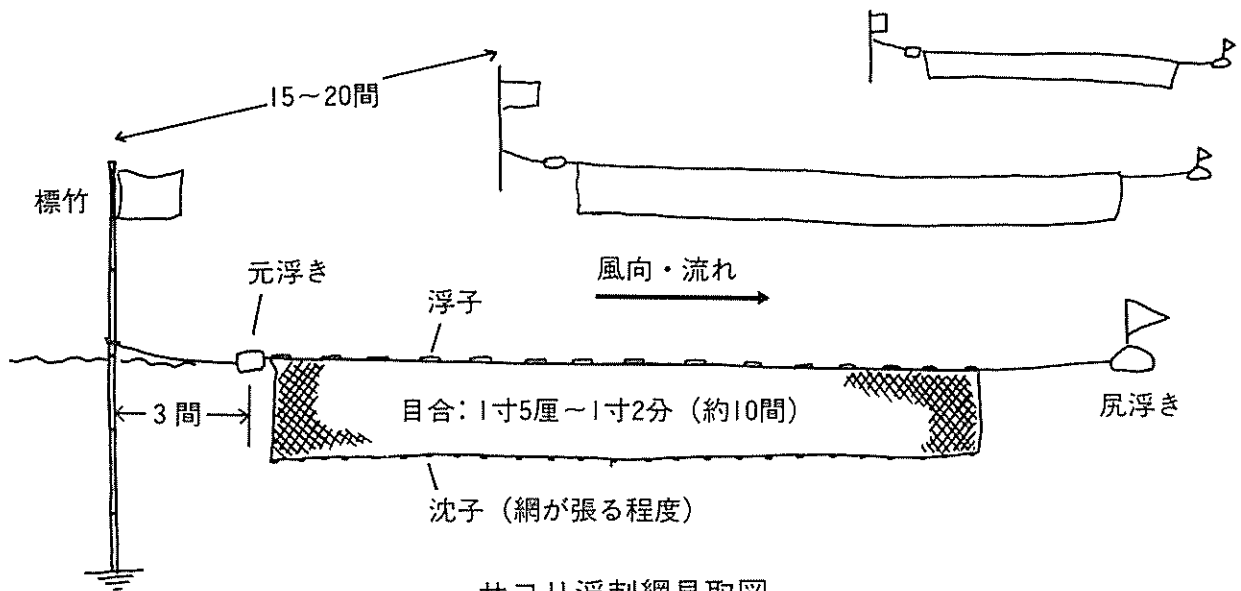 15～20間
標竹
元浮き
浮子
風向・流れ
3間
目合：1寸5厘～1寸2分（約10間）
尻浮き
沈子（網が張る程度）